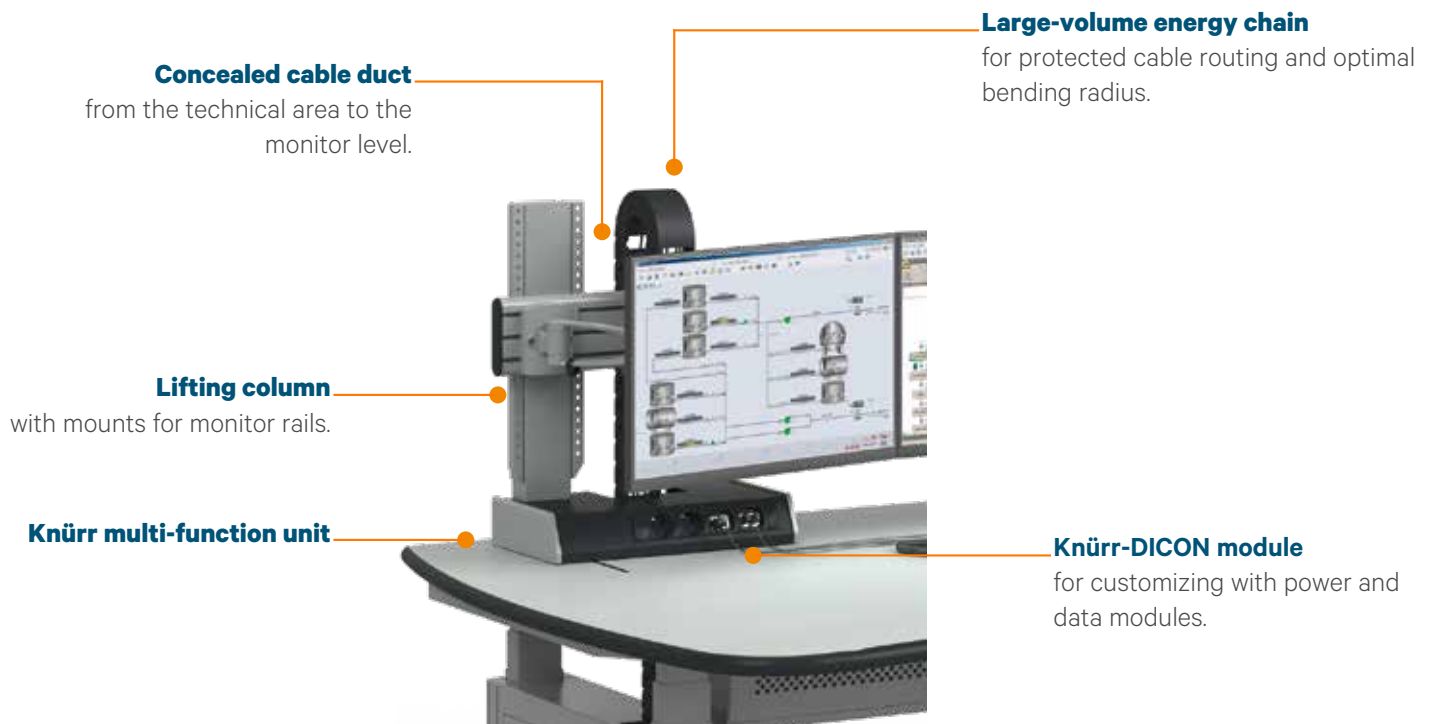 Large-volume energy chain
for protected cable routing and optimal
bending radius.
Concealed cable duct
from the technical area to the
monitor level.
Lifting column
with mounts for monitor rails.
Knürr multi-function unit
Knürr-DICON module
for customizing with power and
data modules.